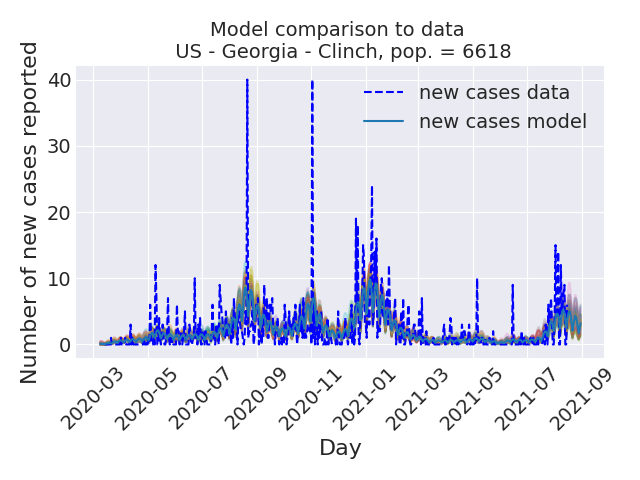 Model comparison to data
US - Georgia - Clinch, pop. = 6618
Number of new cases reported
40
30
20
10
0
new cases data
new cases model
2020-03
2020-05
2020-07
2020-09
2020-11
2021-01
2021-03
2021-05
2021-07
2021-09
Day